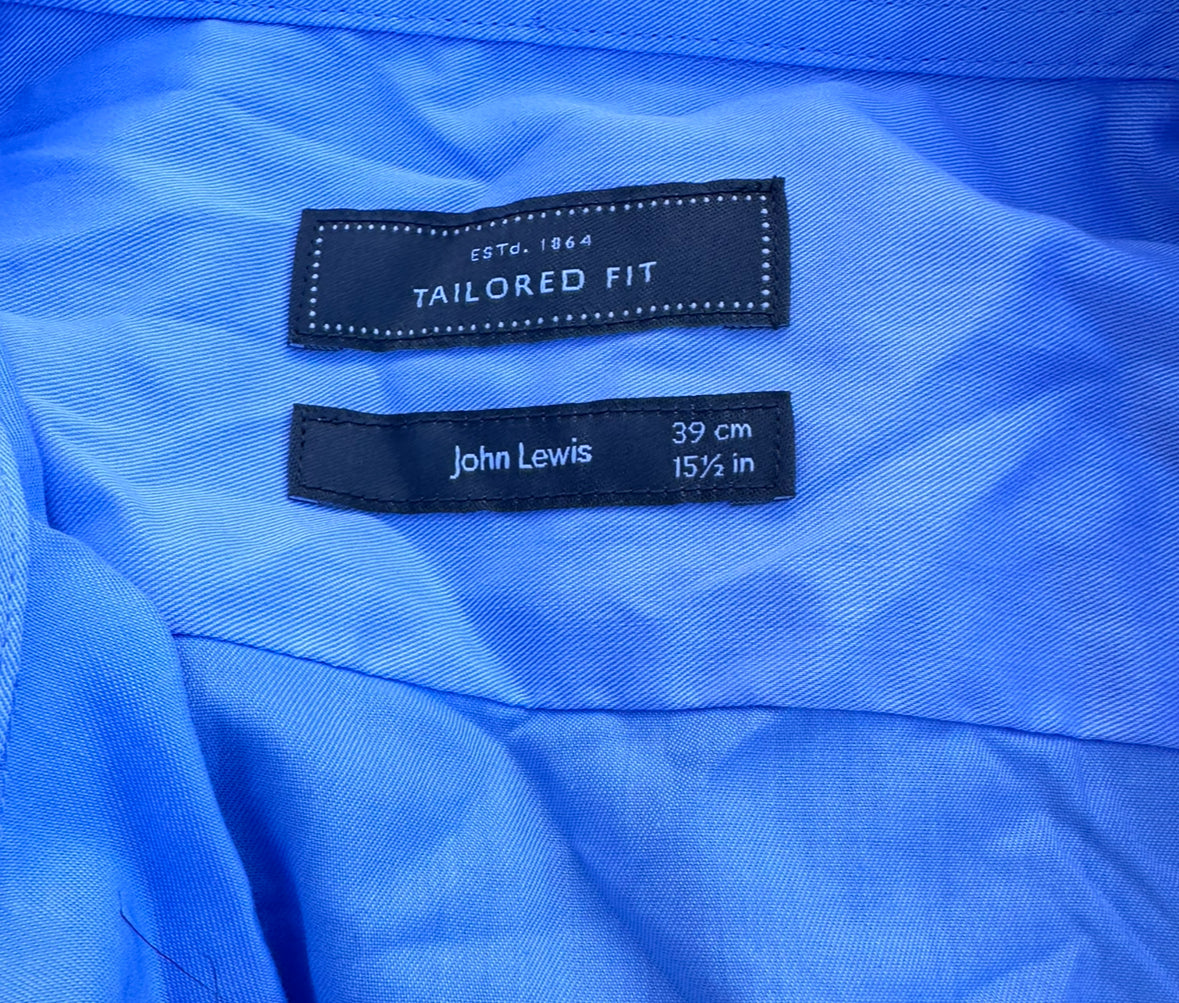 ESTd. 1864
TAILORED FIT
John Lewis
39 cm
15½ in